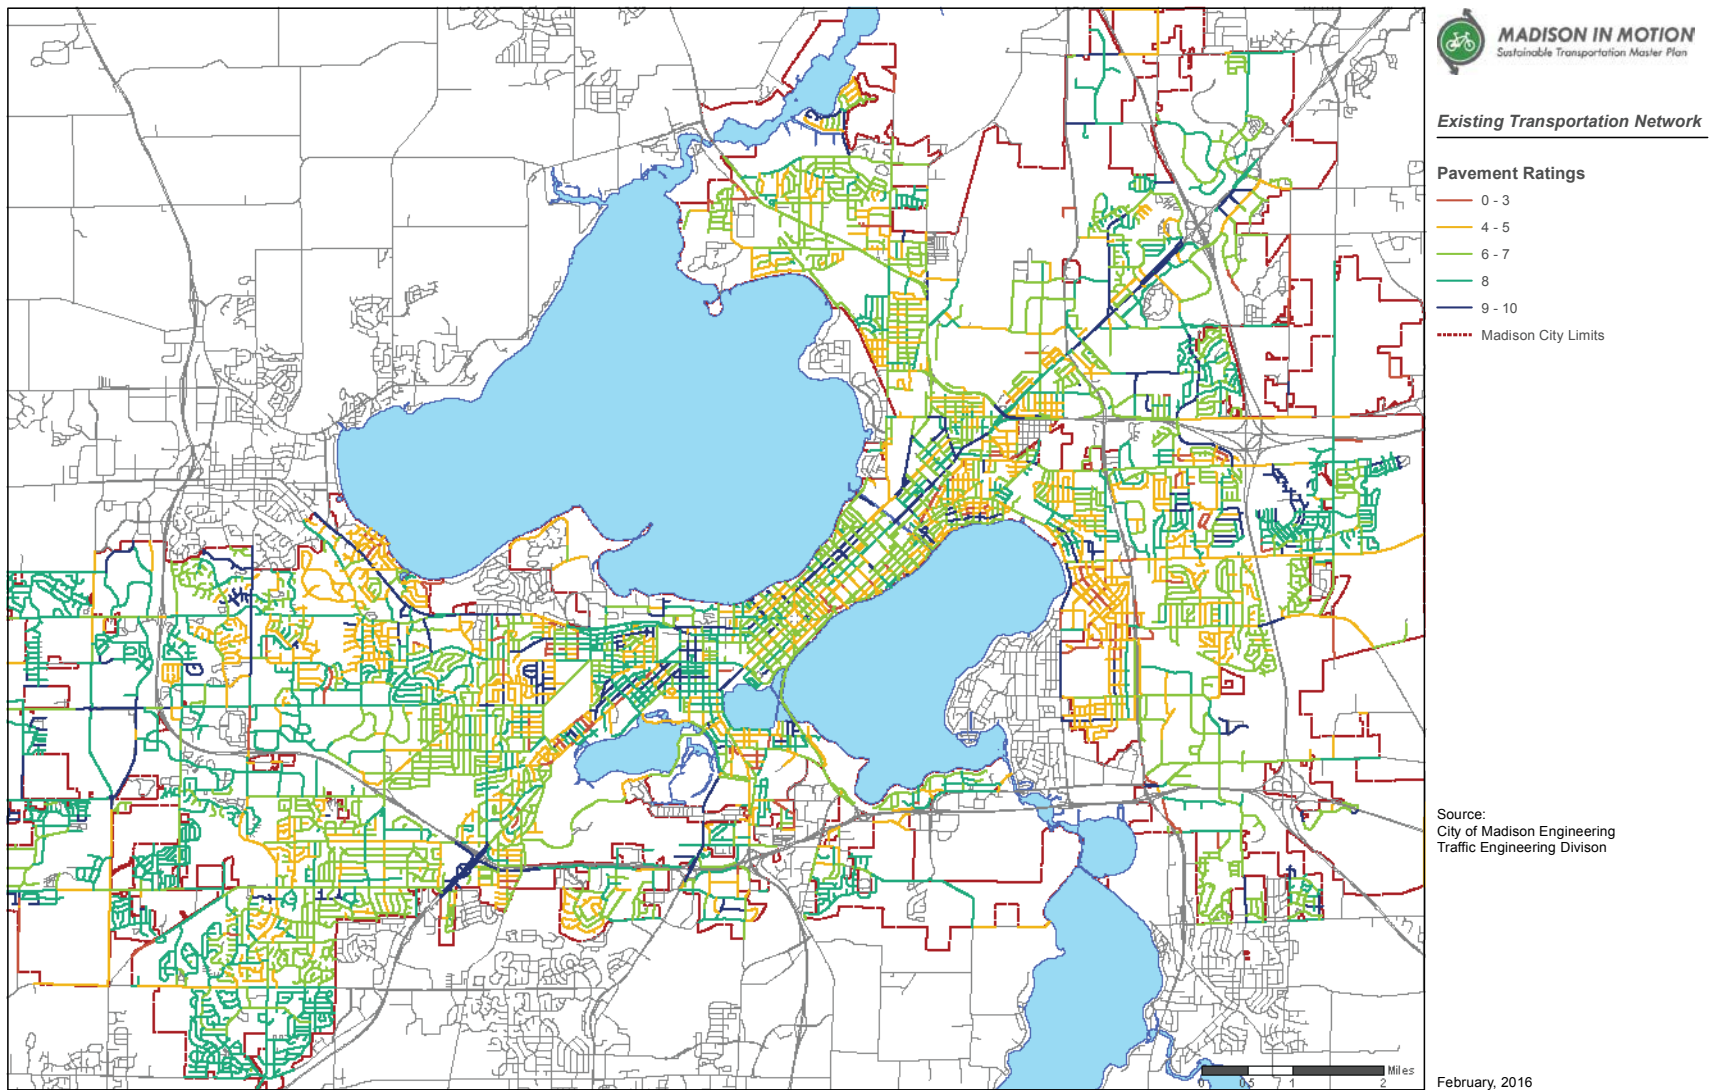 MADISON IN MOTION
Sustainable Transportation Master Plan
Existing Transportation Network
Pavement Ratings
0 - 3
4 - 5
6 - 7
8
9 - 10
Madison City Limits
Source:
City of Madison Engineering
Traffic Engineering Divison
Miles
0 0.5 1 2
February, 2016